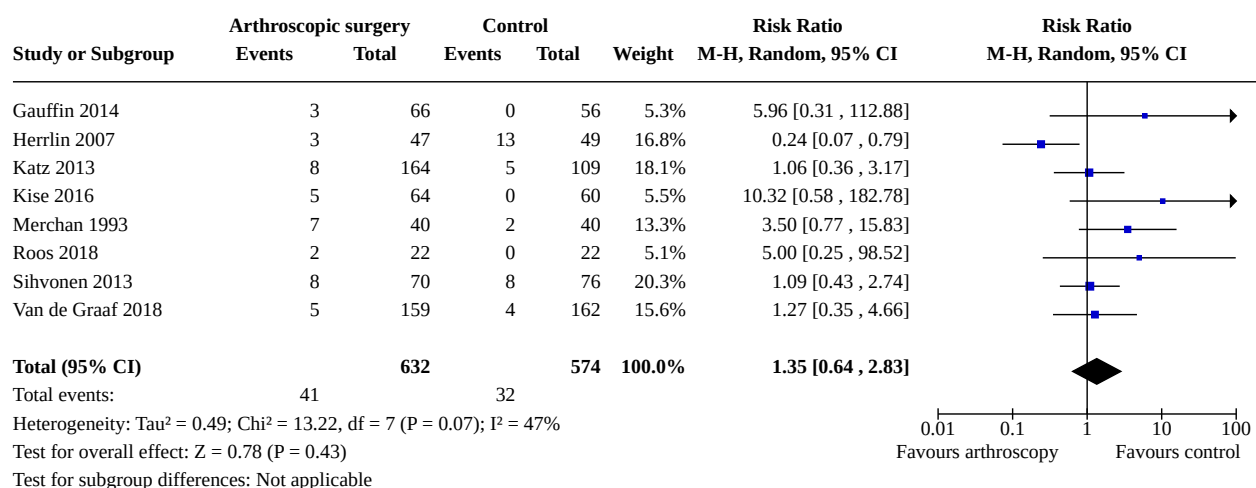 Arthroscopic surgery Control Risk Ratio Risk Ratio
Study or Subgroup Events Total Events Total Weight M-H, Random, 95% CI M-H, Random, 95% CI
Gauffin 2014 3 66 0 56 5.3% 5.96 [0.31 , 112.88]
Herrlin 2007 3 47 13 49 16.8% 0.24 [0.07 , 0.79]
Katz 2013 8 164 5 109 18.1% 1.06 [0.36 , 3.17]
Kise 2016 5 64 0 60 5.5% 10.32 [0.58 , 182.78]
Merchan 1993 7 40 2 40 13.3% 3.50 [0.77 , 15.83]
Roos 2018 2 22 0 22 5.1% 5.00 [0.25 , 98.52]
Sihvonen 2013 8 70 8 76 20.3% 1.09 [0.43 , 2.74]
Van de Graaf 2018 5 159 4 162 15.6% 1.27 [0.35 , 4.66]
Total (95% CI) 632 574 100.0% 1.35 [0.64 , 2.83]
Total events: 41 32
Heterogeneity: Tau² = 0.49; Chi² = 13.22, df = 7 (P = 0.07); I² = 47%
0.01 0.1 1 10 100
Test for overall effect: Z = 0.78 (P = 0.43) Favours arthroscopy Favours control
Test for subgroup differences: Not applicable